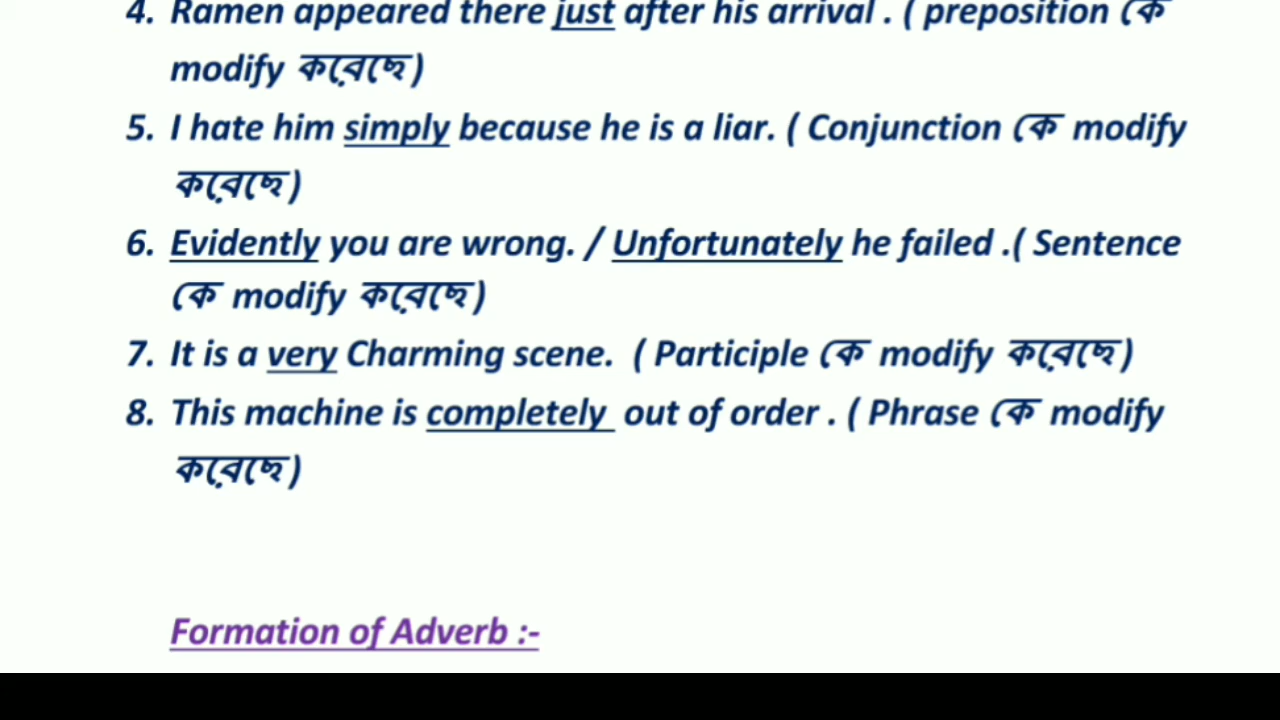 4. Ramen appeared there just after his arrival . ( preposition কে
modify করেছে)
5. I hate him simply because he is a liar. ( Conjunction কে modify
করেছে)
6. Evidently you are wrong. / Unfortunately he failed .( Sentence
কে modify করেছে)
7. It is a very Charming scene. ( Participle কে modify করেছে)
8. This machine is completely out of order . ( Phrase কে modify
করেছে)
Formation of Adverb :-